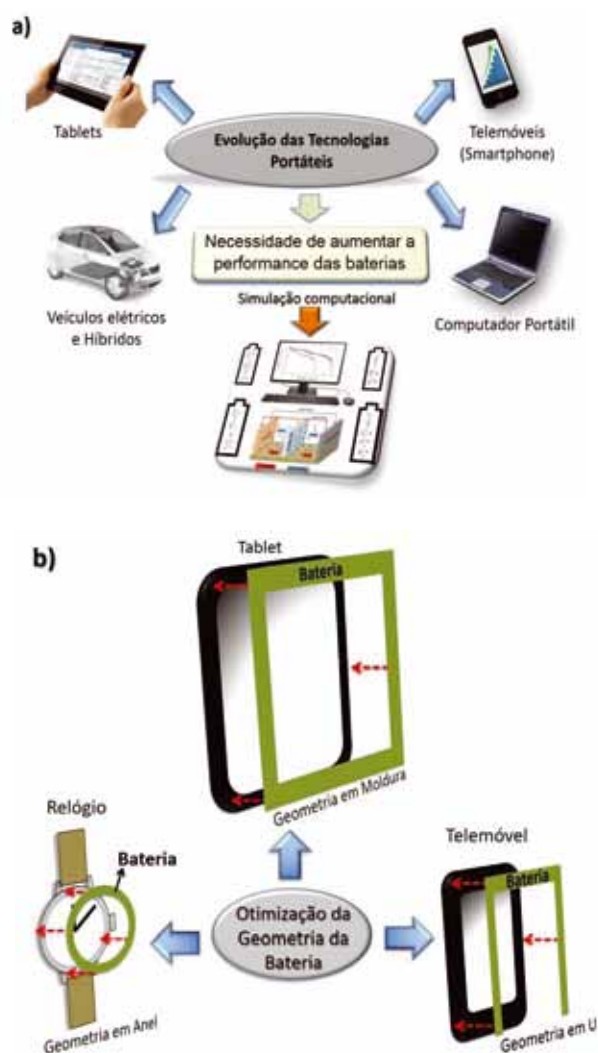 a)
Tablets
Evolução das Tecnologias
Portáteis
Telemóveis
(Smartphone)
Necessidade de aumentar a
performance das baterias
Simulação computacional
Veículos elétricos
e Híbridos
Computador Portátil
b)
Tablet
Bateria
Geometria em Moldura
Relógio
Bateria
Geometria em Anel
Otimização da
Geometria da
Bateria
Telemóvel
Bateria
Geometria em U